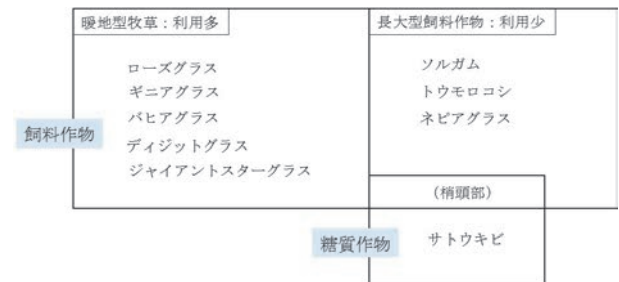 暖地型牧草：利用多
ローズグラス
ギニアグラス
バヒアグラス
ディジットグラス
ジャイアントスターグラス
長大型飼料作物：利用少
ソルガム
トウモロコシ
ネピアグラス
飼料作物
（梢頭部）
サトウキビ
糖質作物